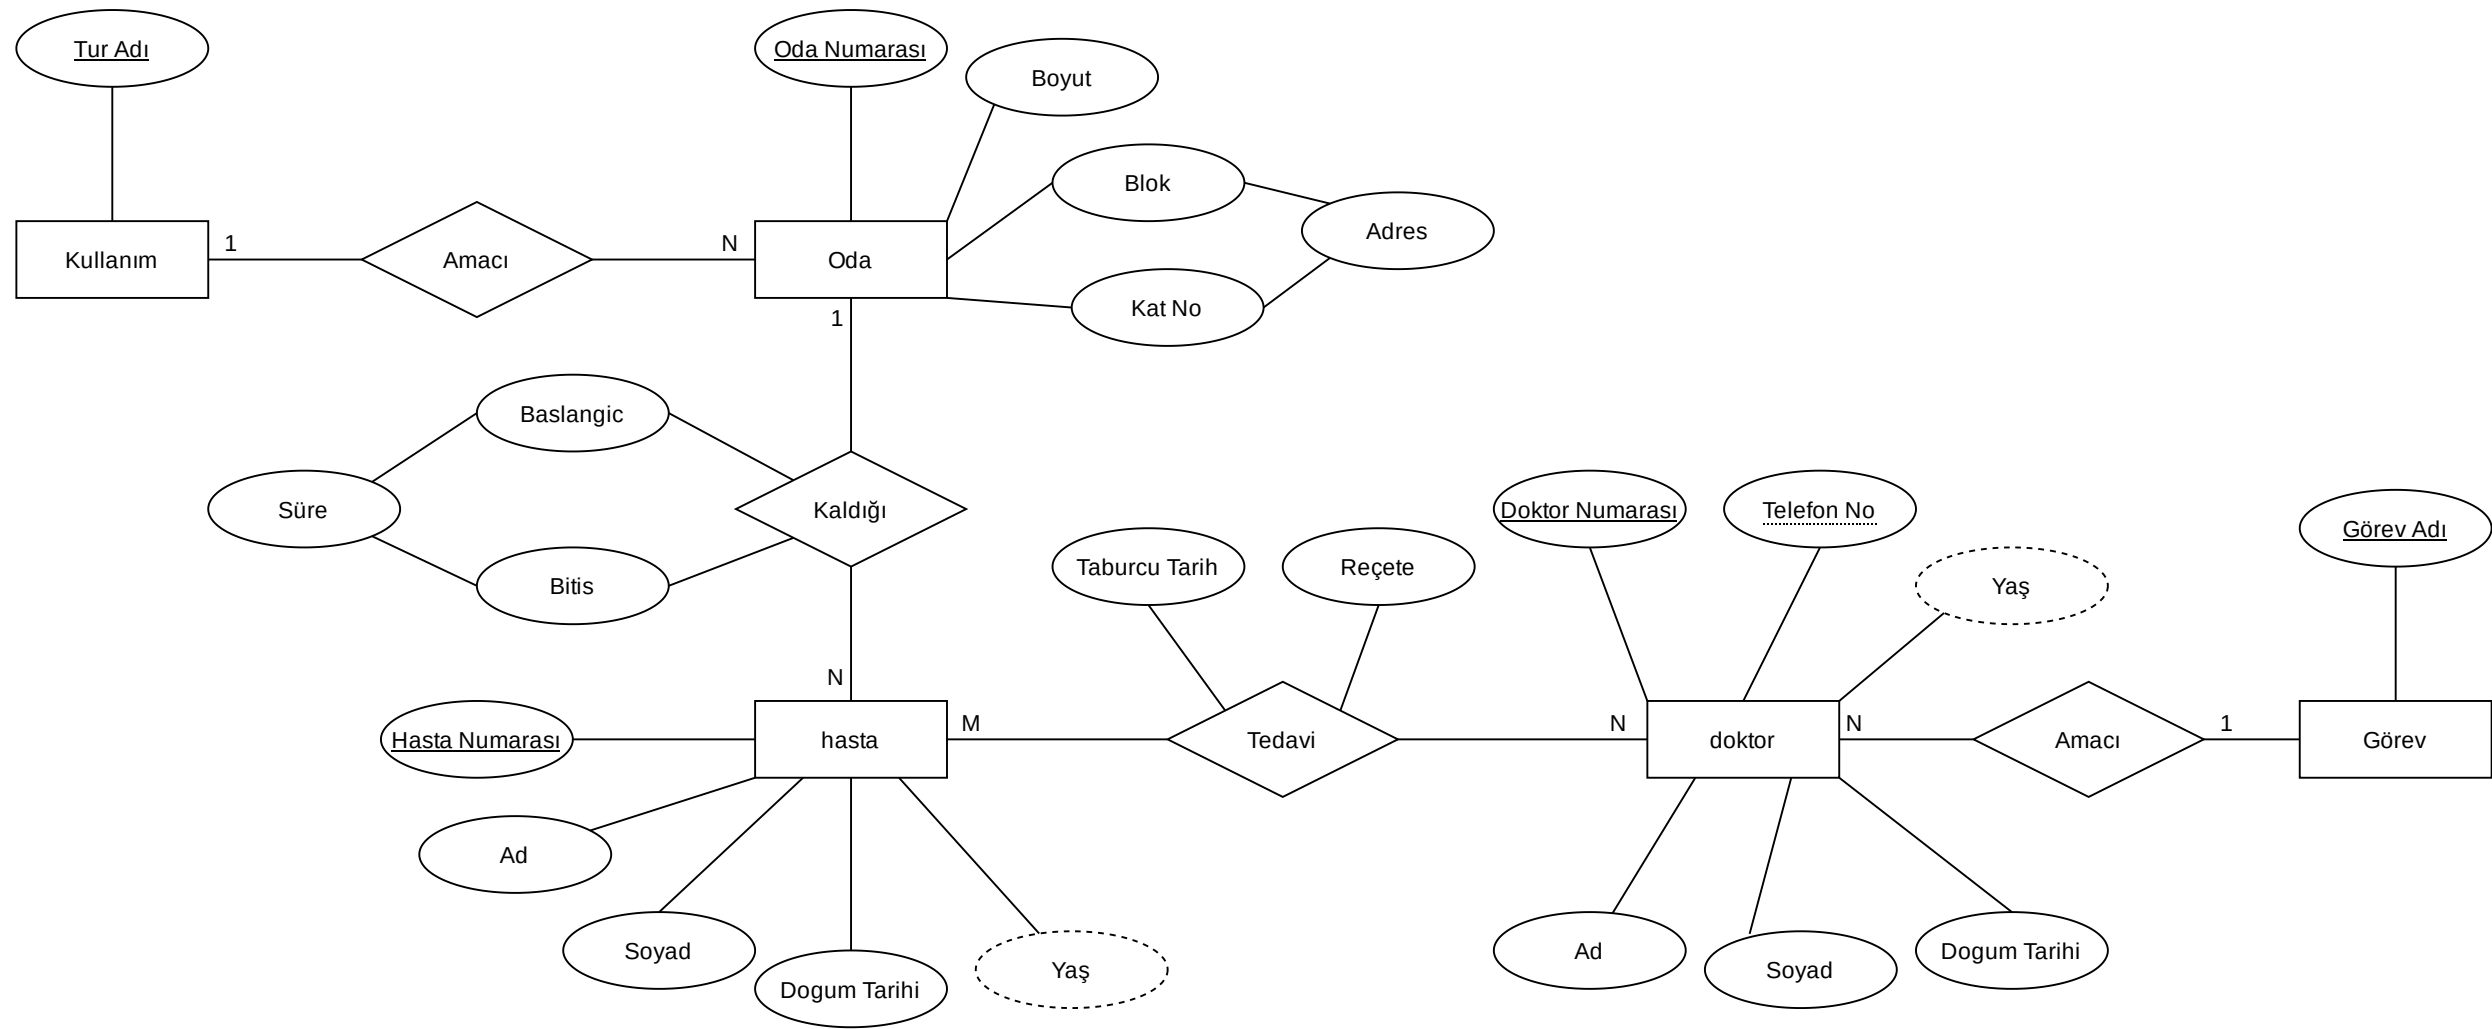 Tur Adı
Oda Numarası
Boyut
Blok
Adres
Kullanım
1
Amacı
N
Oda
Kat No
1
Baslangic
Süre
Kaldığı
Bitis
Doktor Numarası
Telefon No
Görev Adı
Taburcu Tarih
Reçete
Yaş
N
Hasta Numarası
hasta
M
Tedavi
N
doktor
N
Amacı
1
Görev
Ad
Soyad
Dogum Tarihi
Yaş
Ad
Soyad
Dogum Tarihi